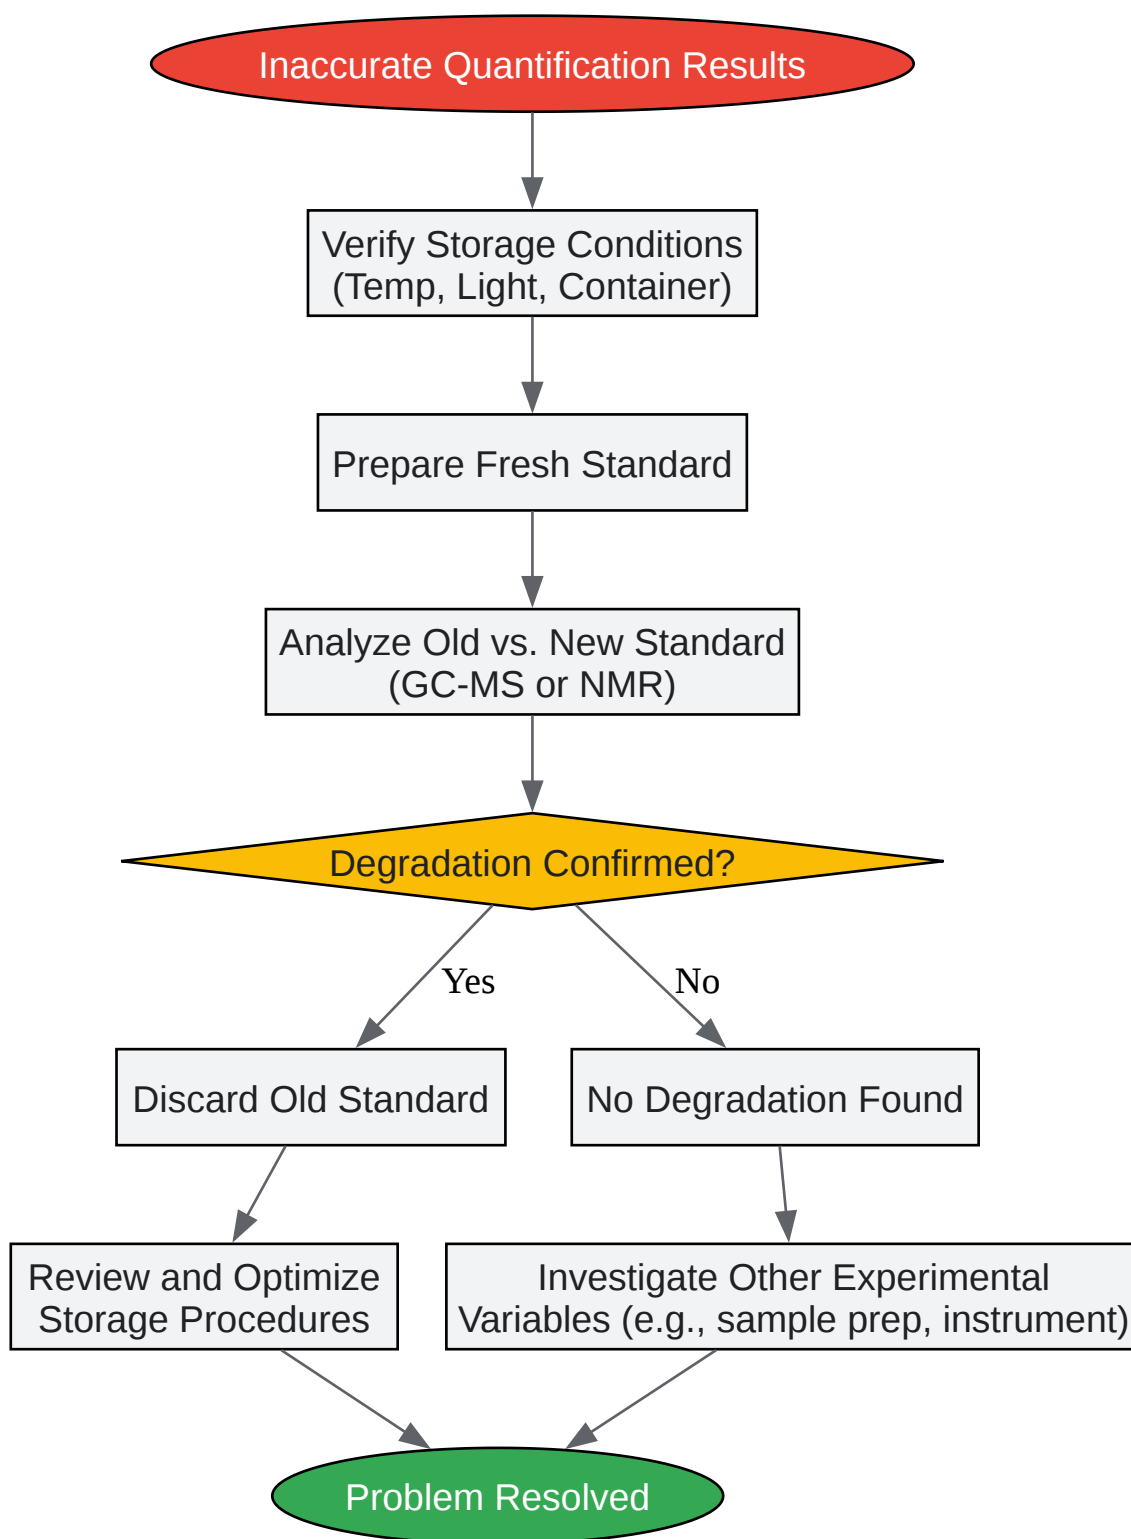 Inaccurate Quantification Results
Verify Storage Conditions
(Temp, Light, Container)
Prepare Fresh Standard
Analyze Old vs. New Standard
(GC-MS or NMR)
Degradation Confirmed?
Yes
No
Discard Old Standard
No Degradation Found
Review and Optimize
Storage Procedures
Investigate Other Experimental
Variables (e.g., sample prep, instrument)
Problem Resolved